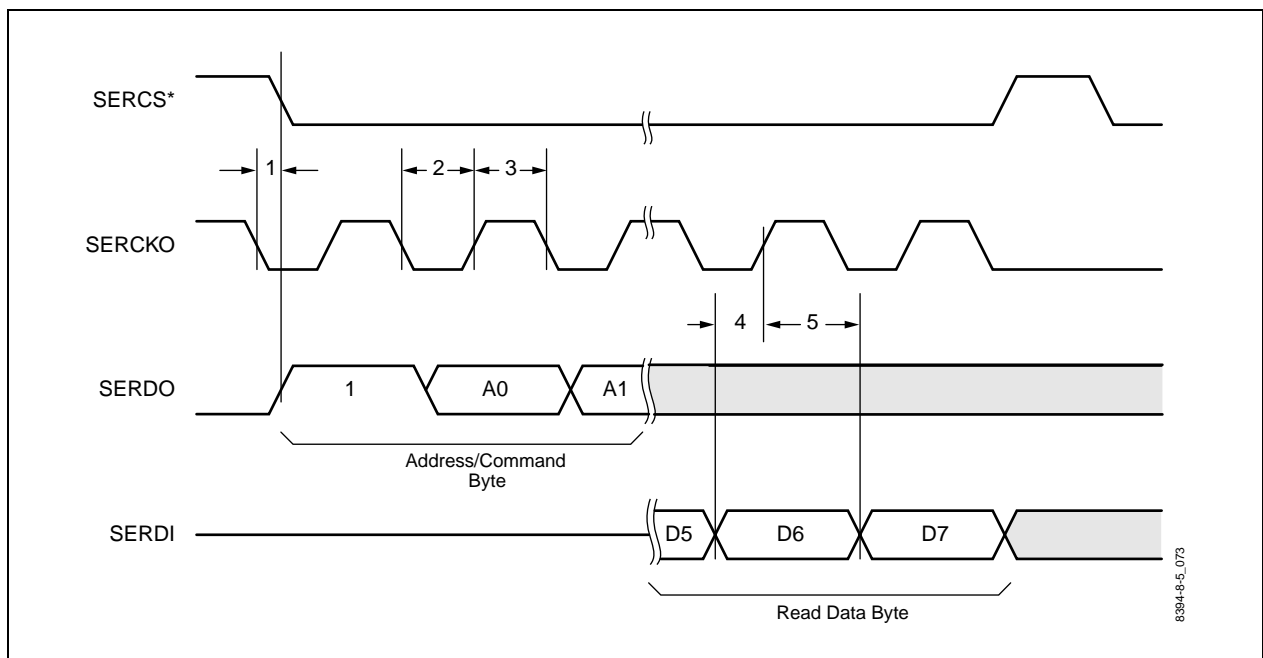 SERCS*
1
2
3
SERCKO
4
5
SERDO
1
A0
A1
Address/Command
Byte
SERDI
D5
D6
D7
Read Data Byte
8394-8-5_073